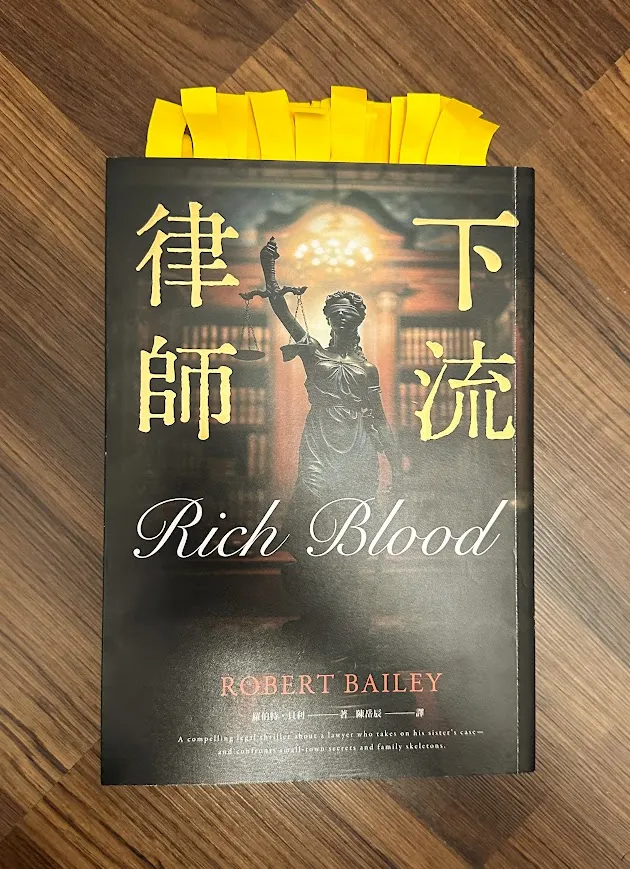 下流
律師
Rich Blood
ROBERT BAILEY
羅伯特・貝利———著 陳岳辰———譯
A compelling legal thriller about a lawyer who takes on his sister's case—
and confronts small-town secrets and family skeletons.